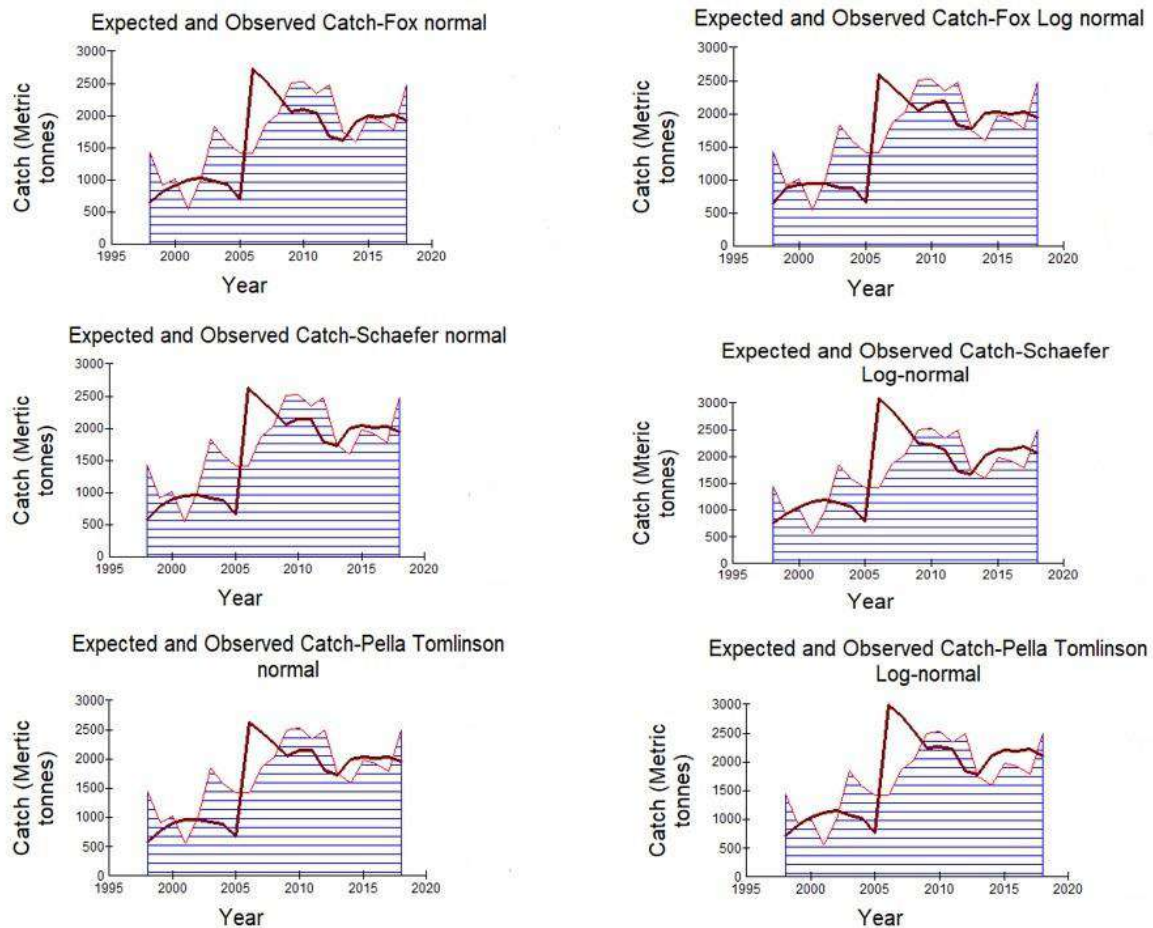 Expected and Observed Catch-Fox normal
3000
2500
2000
1500
1000
500
0
Catch (Metric
tonnes)
1995 2000 2005 2010 2015 2020
Year
Expected and Observed Catch-Fox Log normal
3000
2500
2000
1500
1000
500
0
Catch (Metric
tonnes)
1995 2000 2005 2010 2015 2020
Year
Expected and Observed Catch-Schaefer normal
3000
2500
2000
1500
1000
500
0
Catch (Mertic
tonnes)
1995 2000 2005 2010 2015 2020
Year
Expected and Observed Catch-Schaefer
Log-normal
3000
2500
2000
1500
1000
500
0
Catch (Mteric
tonnes)
1995 2000 2005 2010 2015 2020
Year
Expected and Observed Catch-Pella Tomlinson
normal
3000
2500
2000
1500
1000
500
0
Catch (Mertic
tonnes)
1995 2000 2005 2010 2015 2020
Year
Expected and Observed Catch-Pella Tomlinson
Log-normal
3000
2500
2000
1500
1000
500
0
Catch (Metric
tonnes)
1995 2000 2005 2010 2015 2020
Year